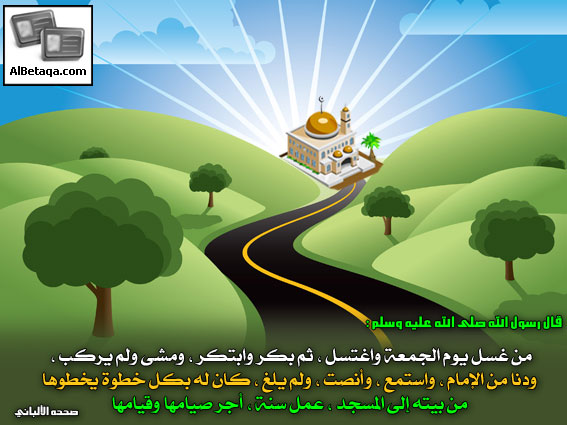 AlBetaqa.com
قال رسول الله صلى الله عليه وسلم :
من غسل يوم الجمعة واغتسل ، ثم بكر وابتكر ، ومشى ولم يركب ،
ودنا من الإمام ، واستمع ، وأنصت ، ولم يلغ ، كان له بكل خطوة يخطوها
من بيته إلى المسجد ، عمل سنة ، أجر صيامها وقيامها
صححه الألباني